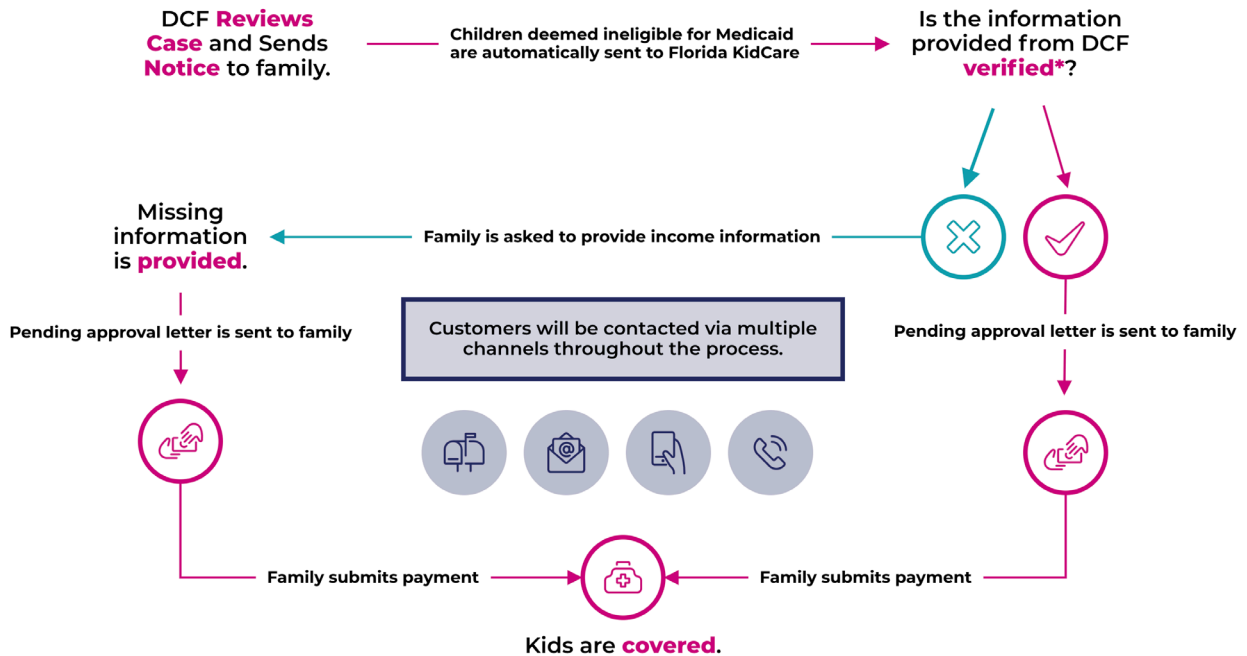 DCF Reviews
Case and Sends
Notice to family.
Children deemed ineligible for Medicaid
are automatically sent to Florida KidCare
Is the information
provided from DCF
verified*?
Missing
information
is provided.
Family is asked to provide income information
Pending approval letter is sent to family
Customers will be contacted via multiple
channels throughout the process.
Pending approval letter is sent to family
@
Family submits payment
Family submits payment
Kids are covered.